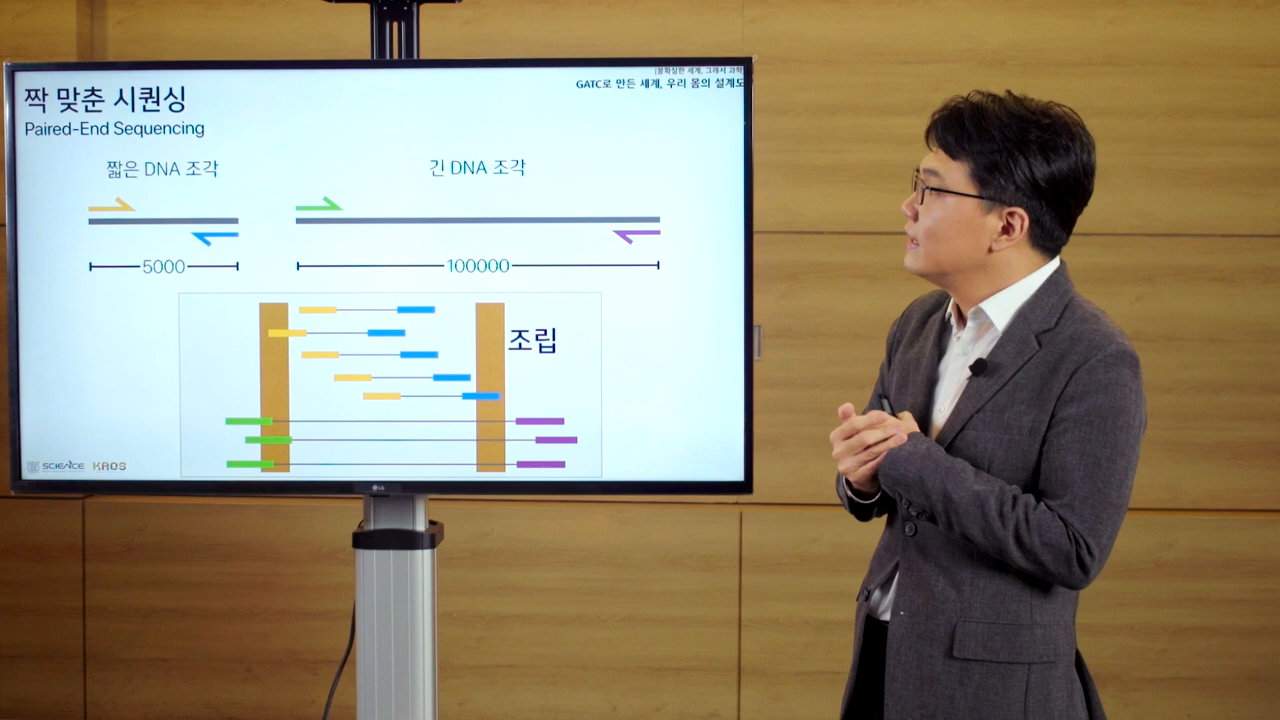 [불확실한 세계, 그래서 과학
GATC로 만든 세계, 우리 몸의 설계도
짝 맞춘 시퀀싱
Paired-End Sequencing
짧은 DNA 조각
긴 DNA 조각
5000
100000
조립
SCIENCE KAOS
LG